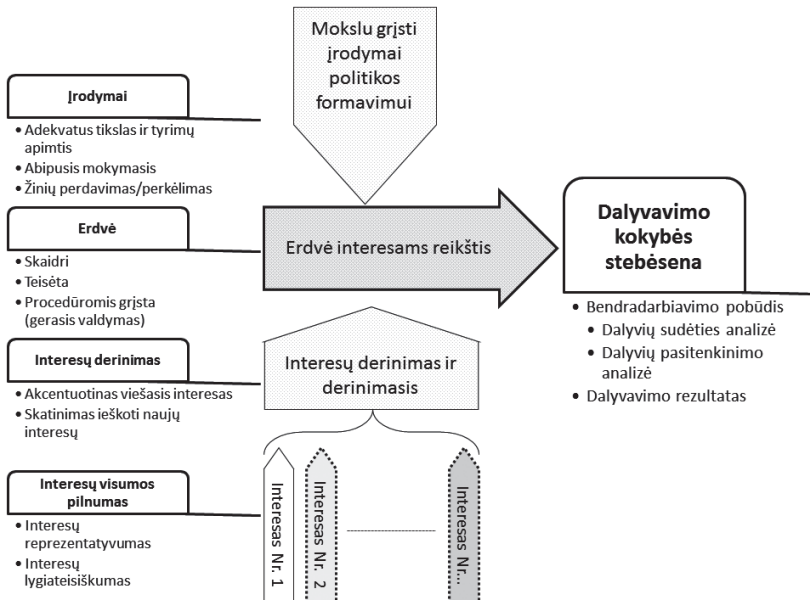 Mokslu grįsti
įrodymai
politikos
formavimui
Įrodymai
• Adekvatus tikslas ir tyrimų
apimtis
• Abipusis mokymasis
• Žinių perdavimas/perkėlimas
Erdvė
• Skaidri
• Teisėta
• Procedūromis grįsta
(gerasis valdymas)
Erdvė interesams reikštis
Dalyvavimo
kokybės
stebėsena
• Bendradarbiavimo pobūdis
• Dalyvių sudėties analizė
• Dalyvių pasitenkinimo
analizė
• Dalyvavimo rezultatas
Interesų derinimas
• Akcentuotinas viešasis interesas
• Skatinimas ieškoti naujų
interesų
Interesų derinimas ir
derinimasis
Interesų visumos
pilnumas
• Interesų
reprezentatyvumas
• Interesų
lygiateisiškumas
Interesas Nr. 1
Interesas Nr. 2
Interesas Nr...